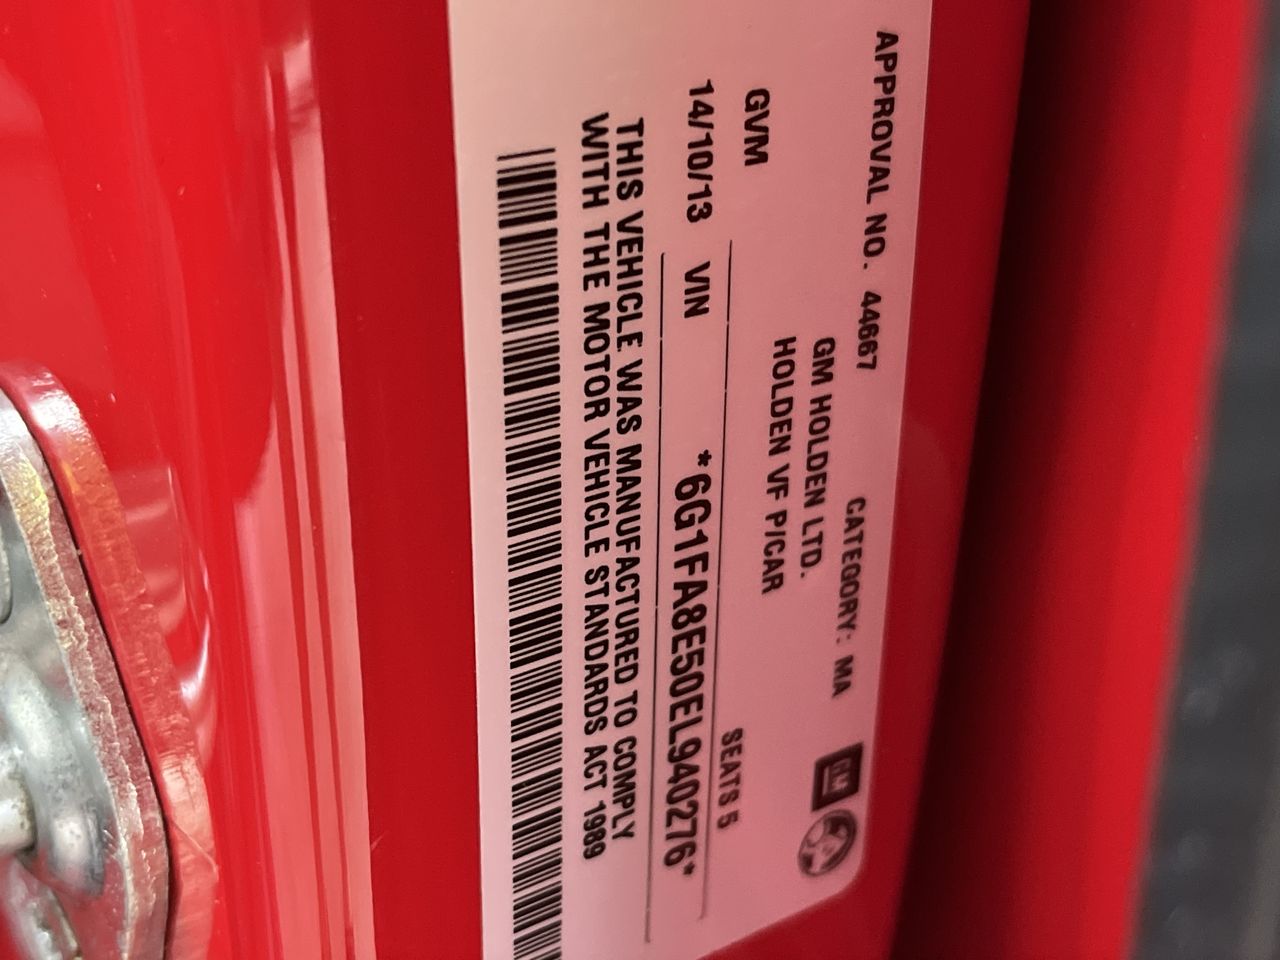 APPROVAL NO. 44667 CATEGORY: MA
GM HOLDEN LTD.
HOLDEN VF P/CAR
GM
GVM SEATS 5
14/10/13 VIN *6G1FA8E50EL940276*
THIS VEHICLE WAS MANUFACTURED TO COMPLY
WITH THE MOTOR VEHICLE STANDARDS ACT 1989